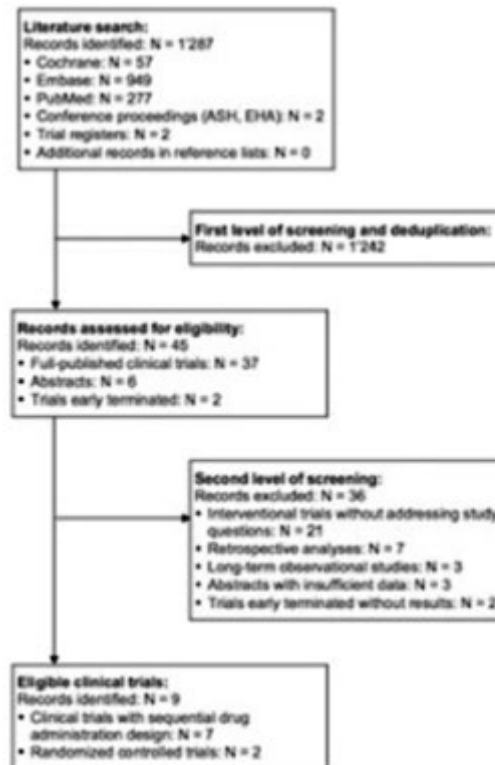 Literature search:
Records identified: N = 1'287
• Cochrane: N = 57
• Embase: N = 949
• PubMed: N = 277
• Conference proceedings (ASH, EHA): N = 2
• Trial registers: N = 2
• Additional records in reference lists: N = 0
First level of screening and deduplication:
Records excluded: N = 1'242
Records assessed for eligibility:
Records identified: N = 45
• Full-published clinical trials: N = 37
• Abstracts: N = 6
• Trials early terminated: N = 2
Second level of screening:
Records excluded: N = 36
• Interventional trials without addressing study
questions: N = 21
• Retrospective analyses: N = 7
• Long-term observational studies: N = 3
• Abstracts with insufficient data: N = 3
• Trials early terminated without results: N = 2
Eligible clinical trials:
Records identified: N = 9
• Clinical trials with sequential drug
administration design: N = 7
• Randomized controlled trials: N = 2